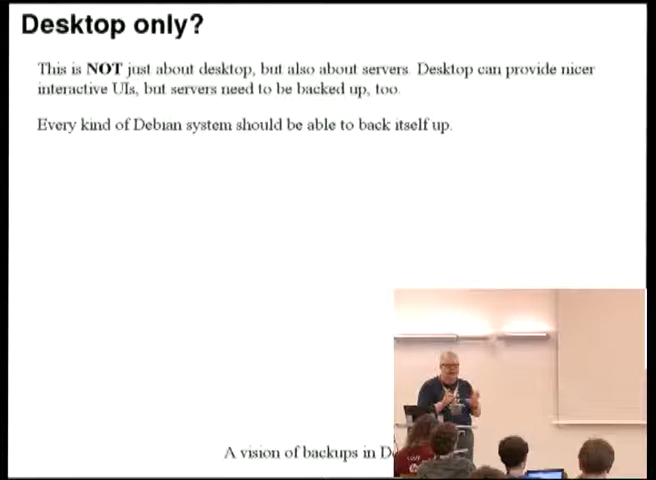 Desktop only?
This is NOT just about desktop, but also about servers. Desktop can provide nicer
interactive UIs, but servers need to be backed up, too.
Every kind of Debian system should be able to back itself up.
A vision of backups in D